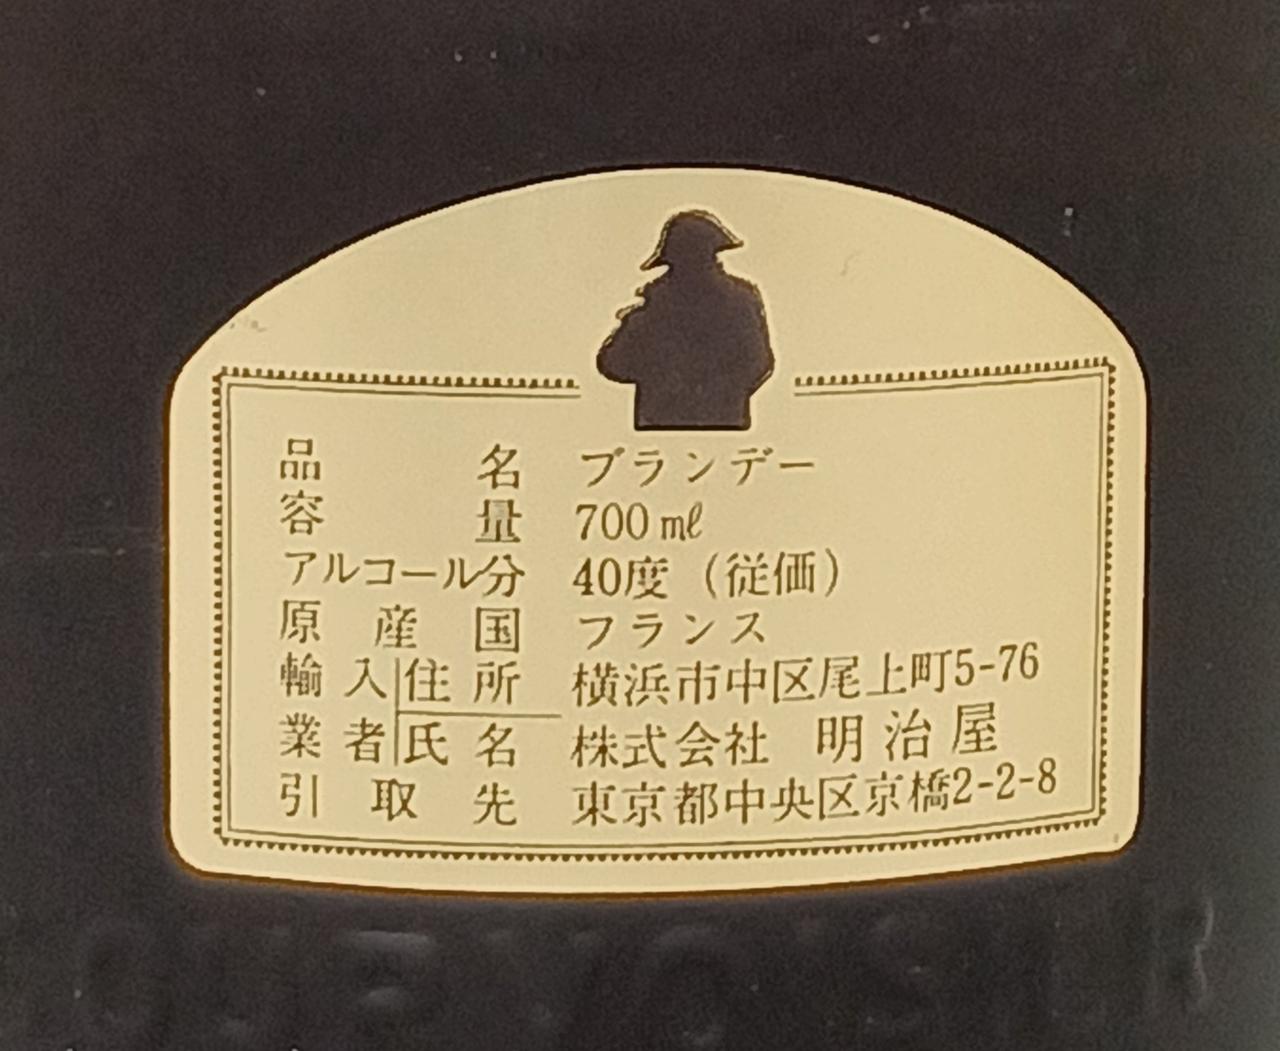 品名 ブランデー
容量 700㎖
アルコール分 40度（従価）
原産国 フランス
輸入 住所 横浜市中区尾上町5-76
業者 氏名 株式会社 明治屋
引取先 東京都中央区京橋2-2-8